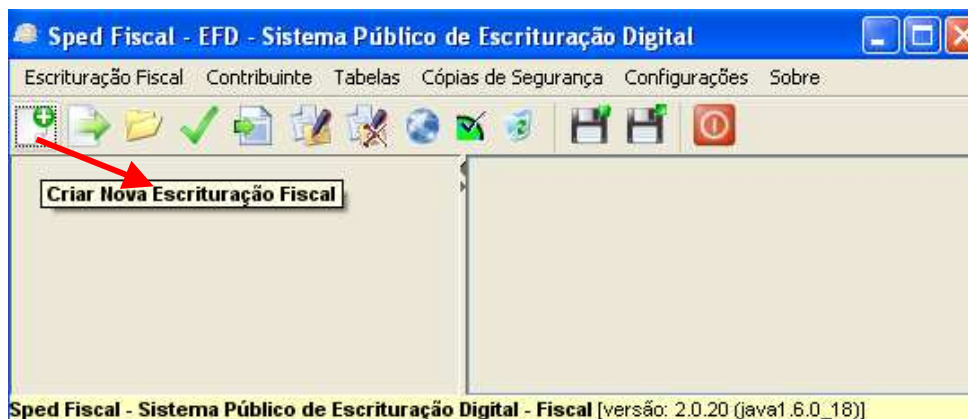 Sped Fiscal - EFD - Sistema Público de Escrituração Digital
Escrituração Fiscal Contribuinte Tabelas Cópias de Segurança Configurações Sobre
Criar Nova Escrituração Fiscal
Sped Fiscal - Sistema Público de Escrituração Digital - Fiscal [versão: 2.0.20 (java1.6.0_18)]